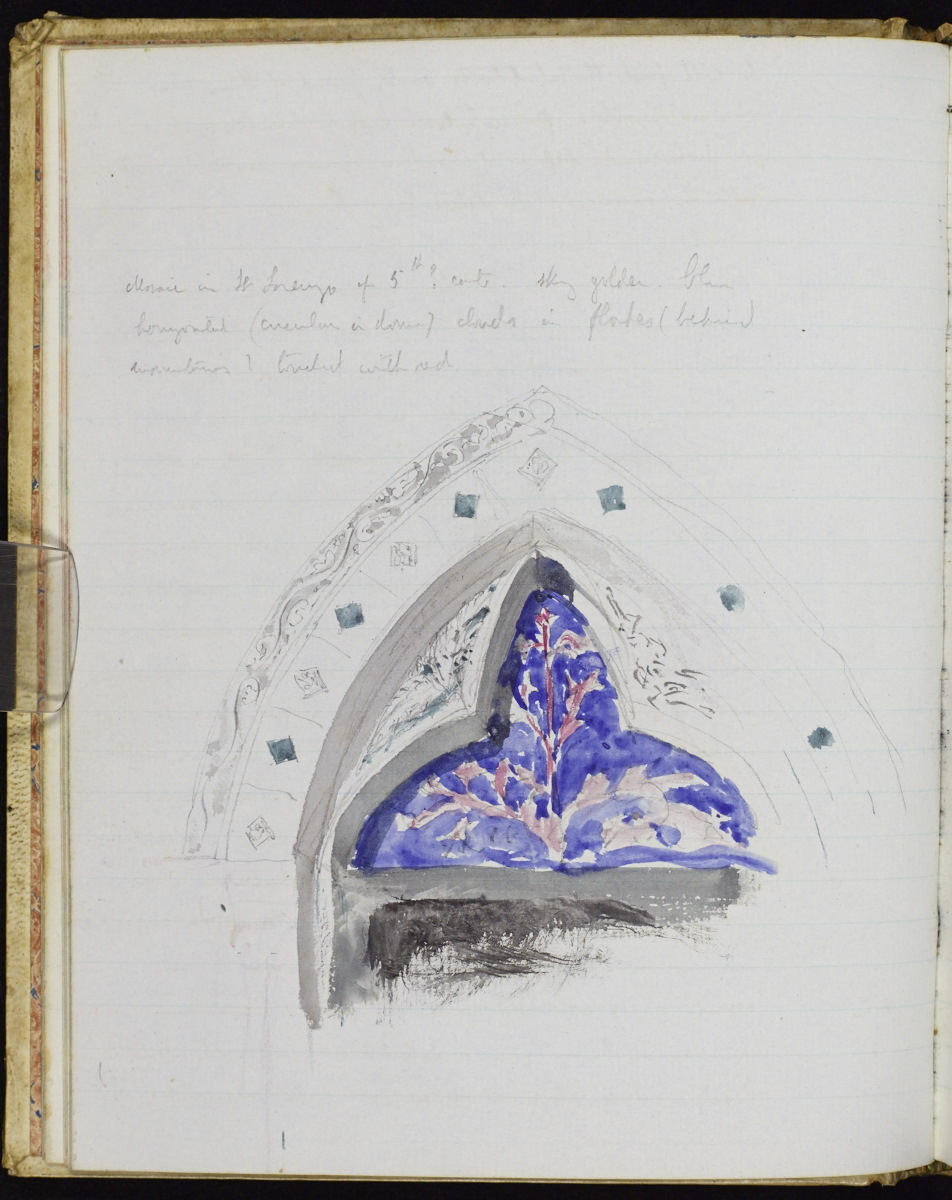 Mosaic in St Lorenzo of 5th? cent. sky golden. blue
horizontal (circular in dome) clouds in flakes (behind
mountains) touched with red